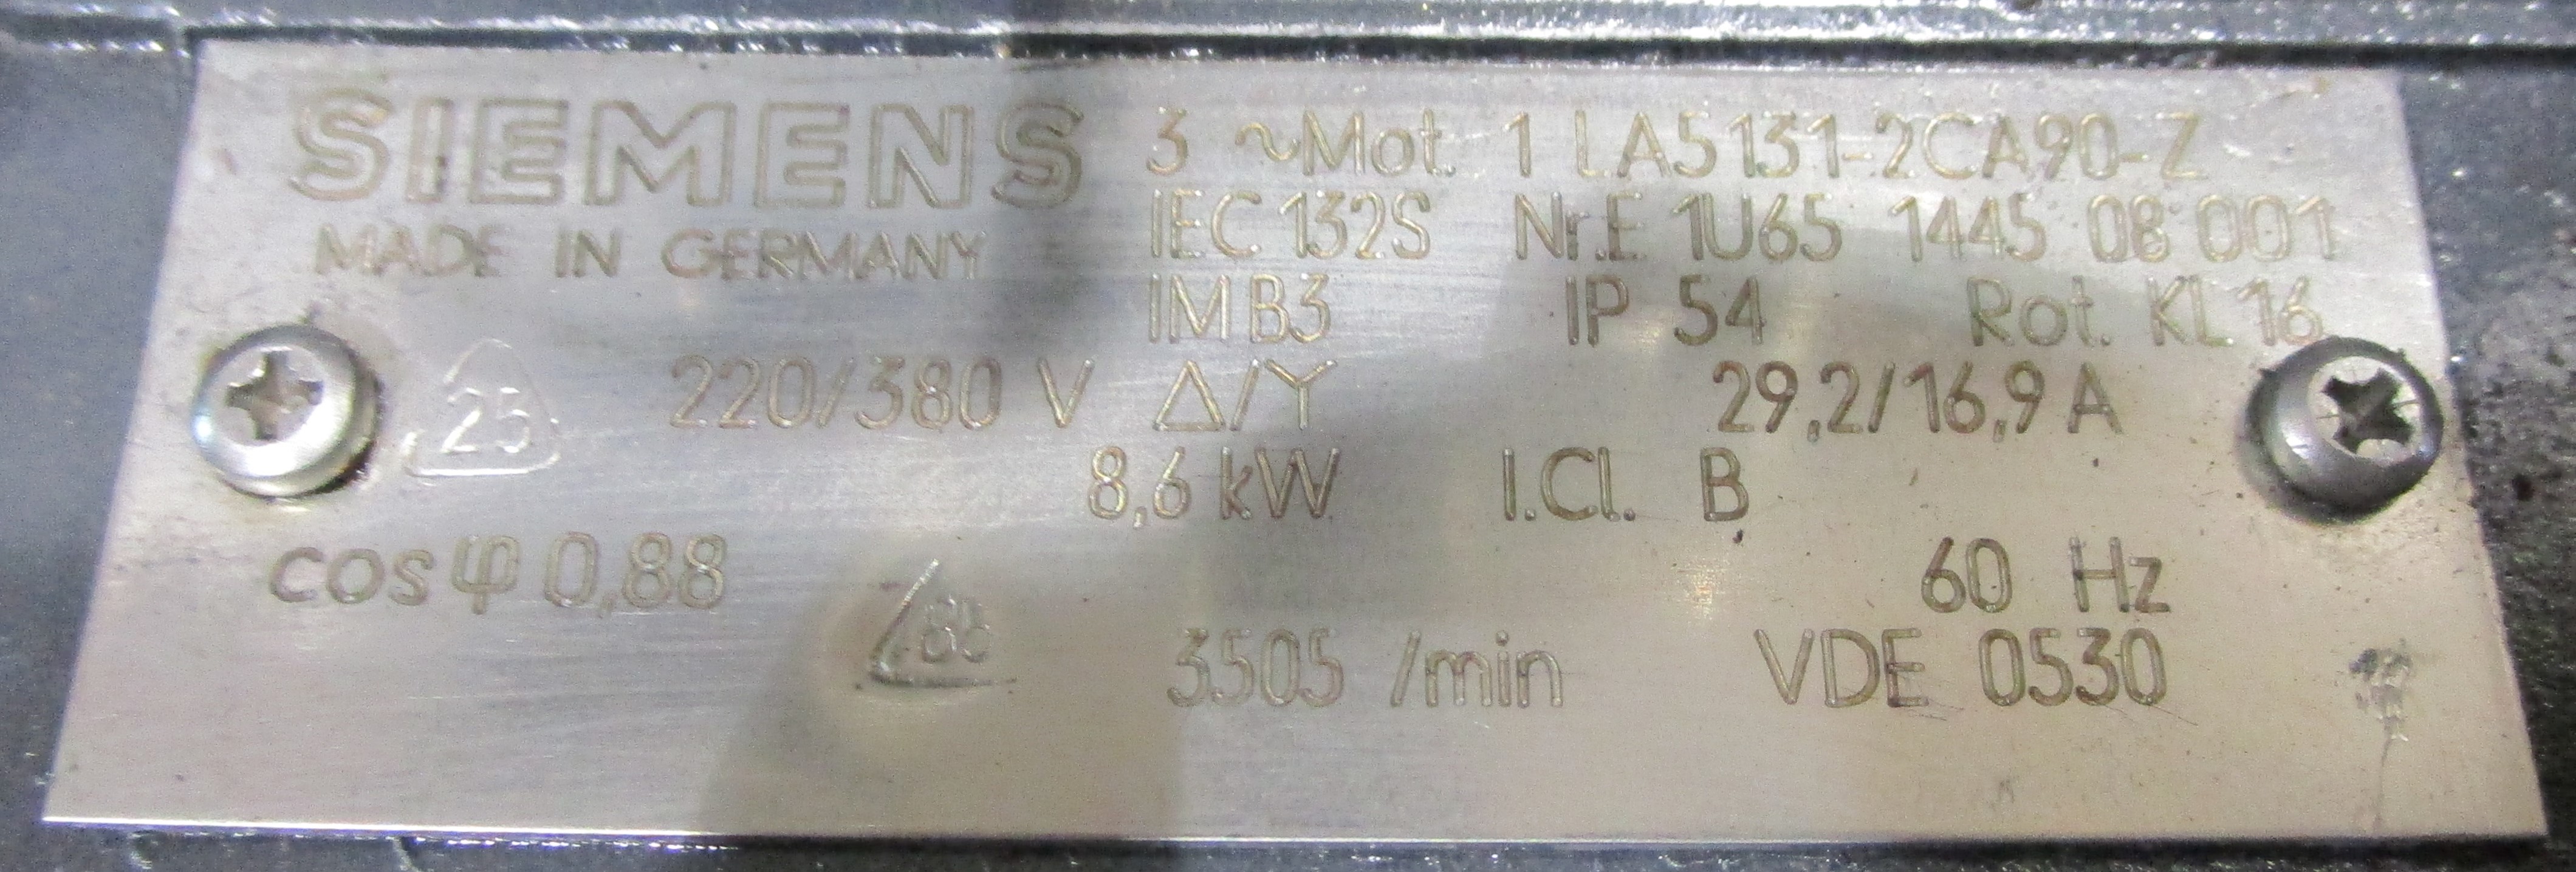 SIEMENS 3 ~Mot. 1 LA5131-2CA90-Z
MADE IN GERMANY IEC 132S Nr.E 1U65 1445 08 001
IM B3 IP 54 Rot. KL 16
25 220/380 V Δ/Y 29,2/16,9 A
8,6 kW I.Cl. B
cos φ 0,88 60 Hz
3505 /min VDE 0530